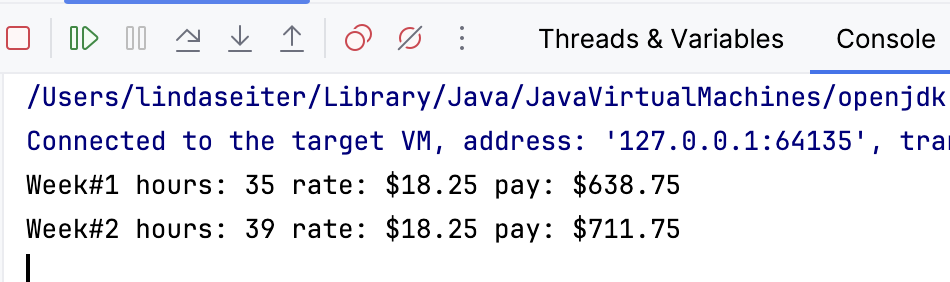 Threads & Variables Console
/Users/lindaseiter/Library/Java/JavaVirtualMachines/openjdk
Connected to the target VM, address: '127.0.0.1:64135', tran
Week#1 hours: 35 rate: $18.25 pay: $638.75
Week#2 hours: 39 rate: $18.25 pay: $711.75